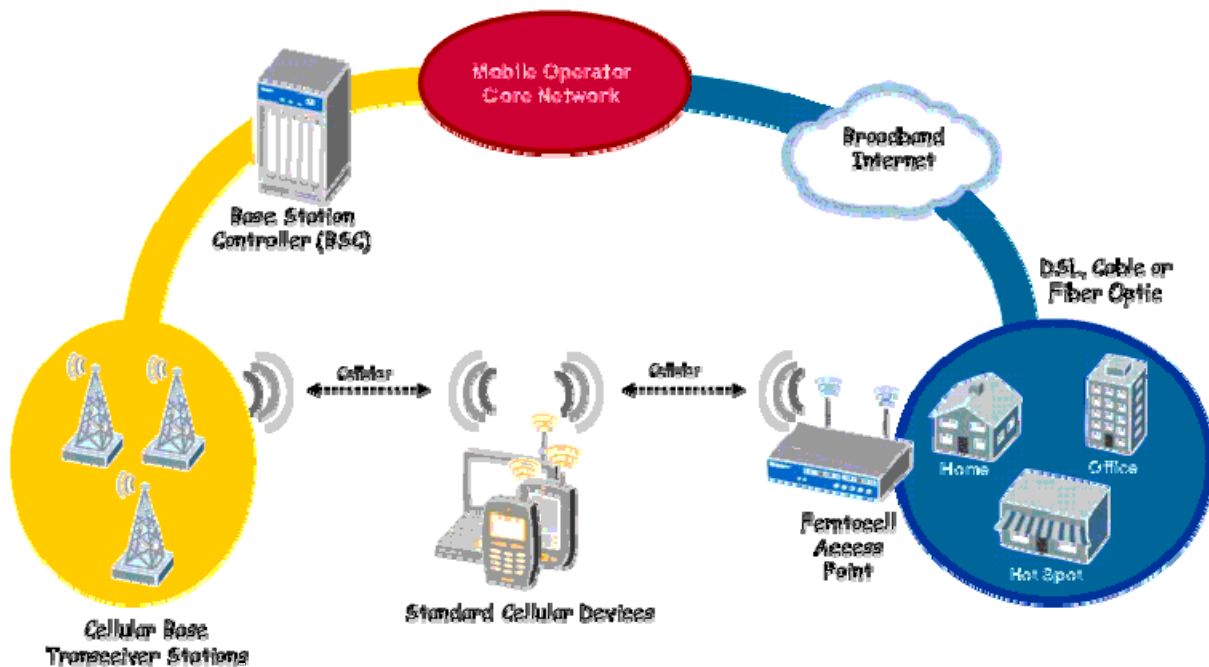 Mobile Operator
Core Network
Broadband
Internet
Base Station
Controller (BSC)
DSL, Cable or
Fiber Optic
Cellular
Cellular
Home
Office
Hot Spot
Femtocell
Access
Point
Standard Cellular Devices
Cellular Base
Transceiver Stations